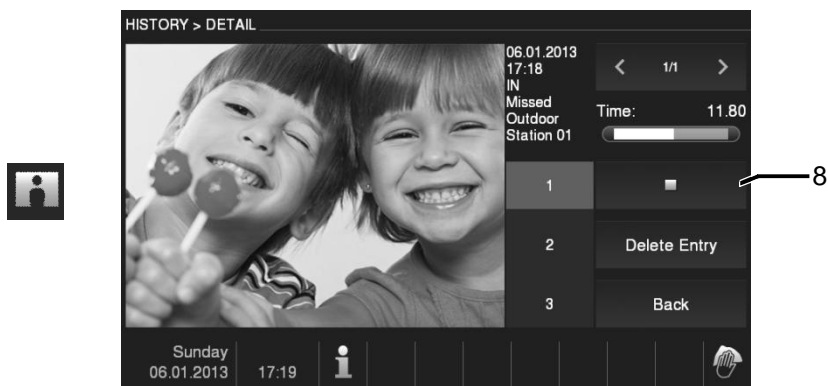 HISTORY > DETAIL
06.01.2013
17:18
IN
Missed
Outdoor
Station 01
< 1/1 >
Time: 11.80
1
8
2
Delete Entry
3
Back
Sunday
06.01.2013
17:19
i